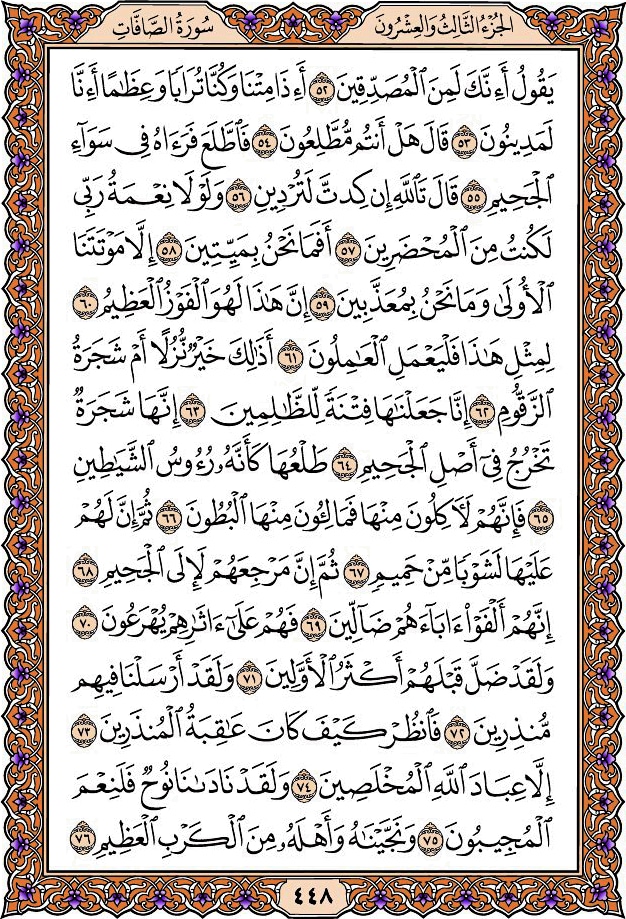 الجُزْءُ الثَّالِثُ وَالعِشْرُونَ
سُورَةُ الصَّافَّاتِ
يَقُولُ أَءِنَّكَ لَمِنَ ٱلْمُصَدِّقِينَ ٥٢ أَءِذَا مِتْنَا وَكُنَّا تُرَابًا وَعِظَٰمًا أَءِنَّا
لَمَدِينُونَ ٥٣ قَالَ هَلْ أَنتُم مُّطَّلِعُونَ ٥٤ فَٱطَّلَعَ فَرَءَاهُ فِى سَوَآءِ
ٱلْجَحِيمِ ٥٥ قَالَ تَٱللَّهِ إِن كِدتَّ لَتُرْدِينِ ٥٦ وَلَوْلَا نِعْمَةُ رَبِّى
لَكُنتُ مِنَ ٱلْمُحْضَرِينَ ٥٧ أَفَمَا نَحْنُ بِمَيِّتِينَ ٥٨ إِلَّا مَوْتَتَنَا
ٱلْأُولَىٰ وَمَا نَحْنُ بِمُعَذَّبِينَ ٥٩ إِنَّ هَٰذَا لَهُوَ ٱلْفَوْزُ ٱلْعَظِيمُ ٦٠
لِمِثْلِ هَٰذَا فَلْيَعْمَلِ ٱلْعَٰمِلُونَ ٦١ أَذَٰلِكَ خَيْرٌ نُّزُلًا أَمْ شَجَرَةُ
ٱلزَّقُّومِ ٦٢ إِنَّا جَعَلْنَٰهَا فِتْنَةً لِّلظَّٰلِمِينَ ٦٣ إِنَّهَا شَجَرَةٌ
تَخْرُجُ فِىٓ أَصْلِ ٱلْجَحِيمِ ٦٤ طَلْعُهَا كَأَنَّهُۥ رُءُوسُ ٱلشَّيَٰطِينِ
٦٥ فَإِنَّهُمْ لَءَاكِلُونَ مِنْهَا فَمَالِـُٔونَ مِنْهَا ٱلْبُطُونَ ٦٦ ثُمَّ إِنَّ لَهُمْ
عَلَيْهَا لَشَوْبًا مِّنْ حَمِيمٍ ٦٧ ثُمَّ إِنَّ مَرْجِعَهُمْ لَإِلَى ٱلْجَحِيمِ ٦٨
إِنَّهُمْ أَلْفَوْا۟ ءَابَآءَهُمْ ضَآلِّينَ ٦٩ فَهُمْ عَلَىٰٓ ءَاثَٰرِهِمْ يُهْرَعُونَ ٧٠
وَلَقَدْ ضَلَّ قَبْلَهُمْ أَكْثَرُ ٱلْأَوَّلِينَ ٧١ وَلَقَدْ أَرْسَلْنَا فِيهِم
مُّنذِرِينَ ٧٢ فَٱنظُرْ كَيْفَ كَانَ عَٰقِبَةُ ٱلْمُنذَرِينَ ٧٣
إِلَّا عِبَادَ ٱللَّهِ ٱلْمُخْلَصِينَ ٧٤ وَلَقَدْ نَادَىٰنَا نُوحٌ فَلَنِعْمَ
ٱلْمُجِيبُونَ ٧٥ وَنَجَّيْنَٰهُ وَأَهْلَهُۥ مِنَ ٱلْكَرْبِ ٱلْعَظِيمِ ٧٦
٤٤٨